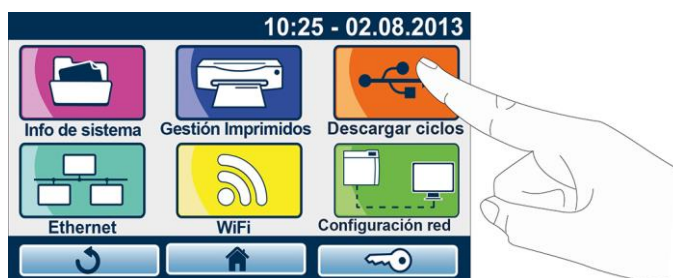 10:25 - 02.08.2013
Info de sistema
Gestión Imprimidos
Descargar ciclos
Ethernet
WiFi
Configuración red